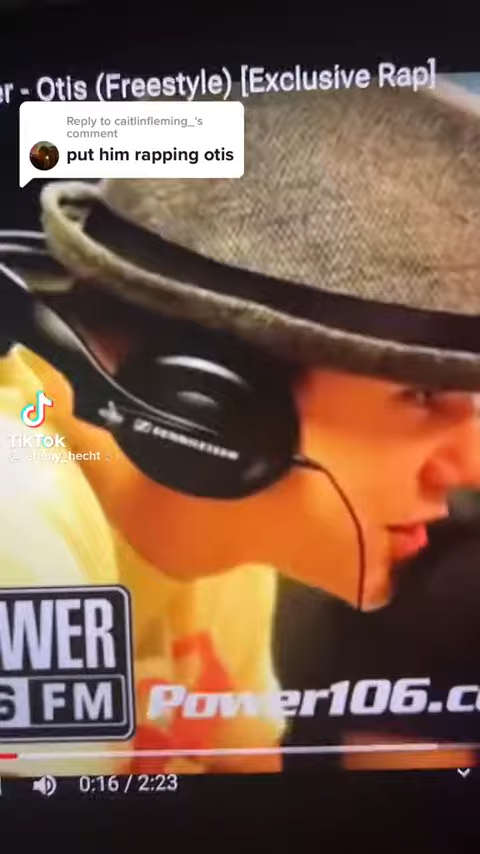 er - Otis (Freestyle) [Exclusive Rap]
Reply to caitlinfleming_'s
comment
put him rapping otis
SENNHEISER
TikTok
WER
6 FM
Power106.c
0:16 / 2:23